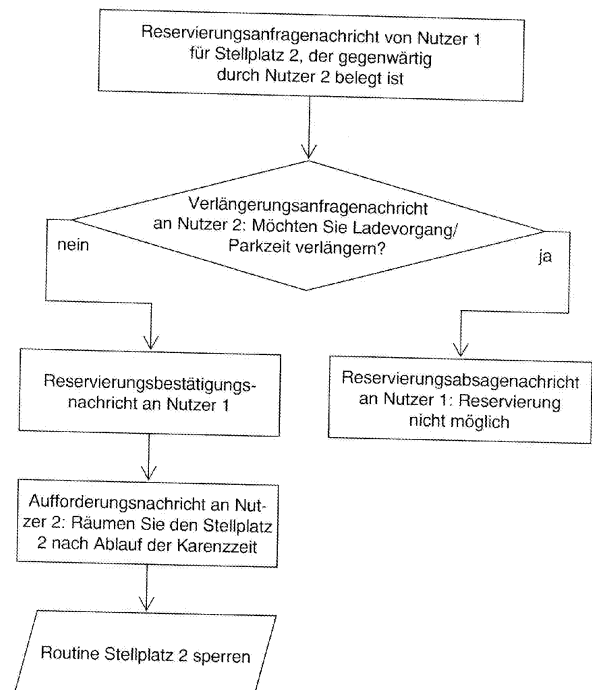 Reservierungsanfragenachricht von Nutzer 1
für Stellplatz 2, der gegenwärtig
durch Nutzer 2 belegt ist
Verlängerungsanfragenachricht
an Nutzer 2: Möchten Sie Ladevorgang/
Parkzeit verlängern?
nein
ja
Reservierungsbestätigungs-
nachricht an Nutzer 1
Reservierungsabsagenachricht
an Nutzer 1: Reservierung
nicht möglich
Aufforderungsnachricht an Nut-
zer 2: Räumen Sie den Stellplatz
2 nach Ablauf der Karenzzeit
Routine Stellplatz 2 sperren